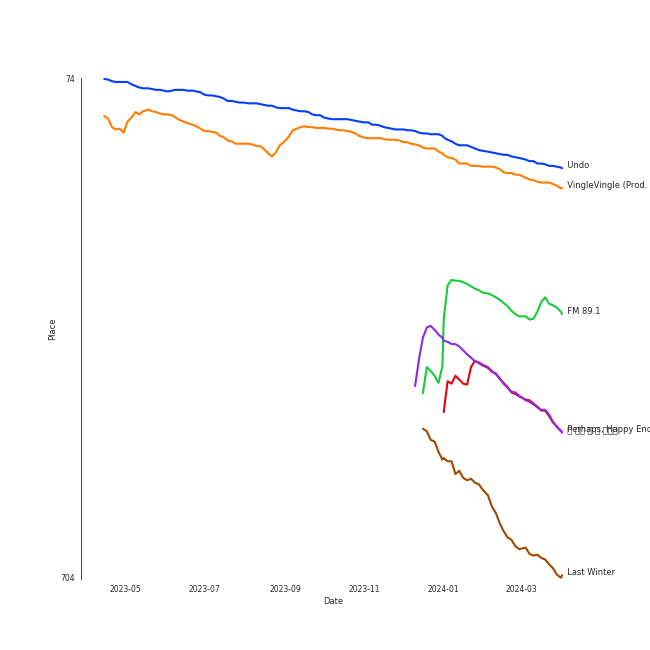 74
Undo
VingleVingle (Prod.
FM 89.1
Place
Perhaps, Happy End
Last Winter
704
2023-05
2023-07
2023-09
2023-11
2024-01
2024-03
Date